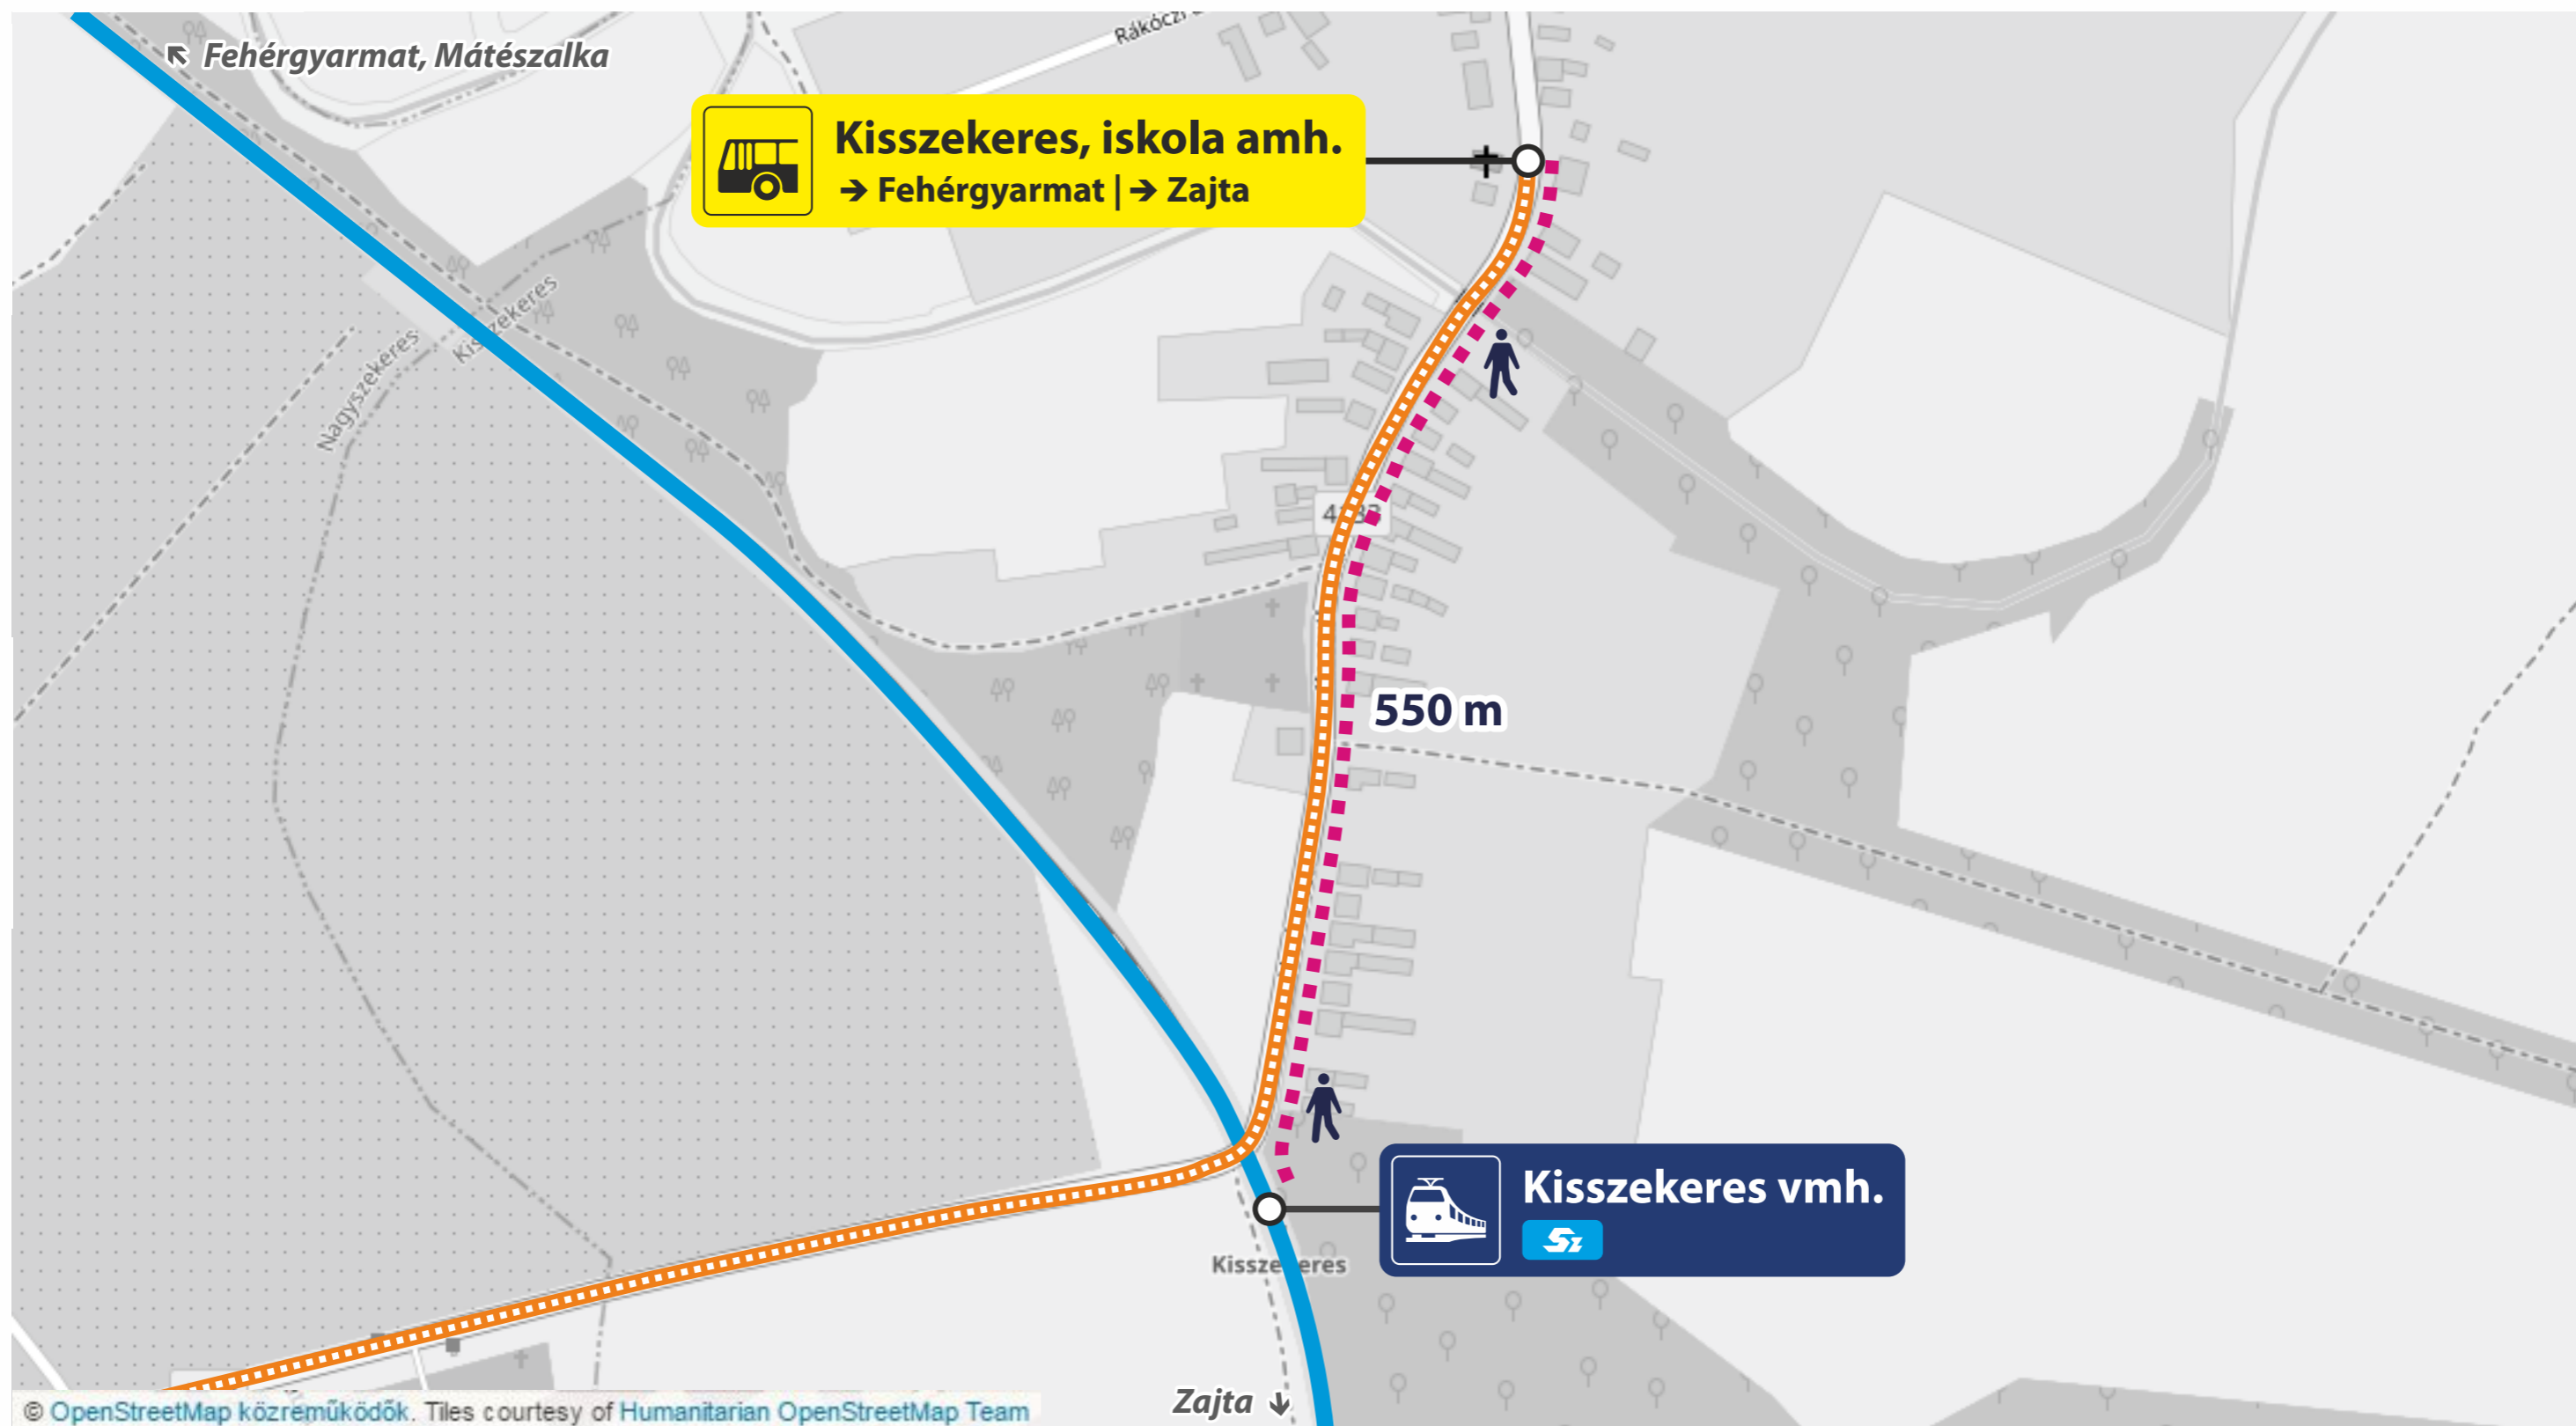 Fehérgyarmat, Mátészalka
Kisszekeres, iskola amh.
→ Fehérgyarmat | → Zajta
Kisszekeres
Nagyszekeres
550 m
Kisszekeres vmh.
Sz
Zajta
© OpenStreetMap közreműködők. Tiles courtesy of Humanitarian OpenStreetMap Team